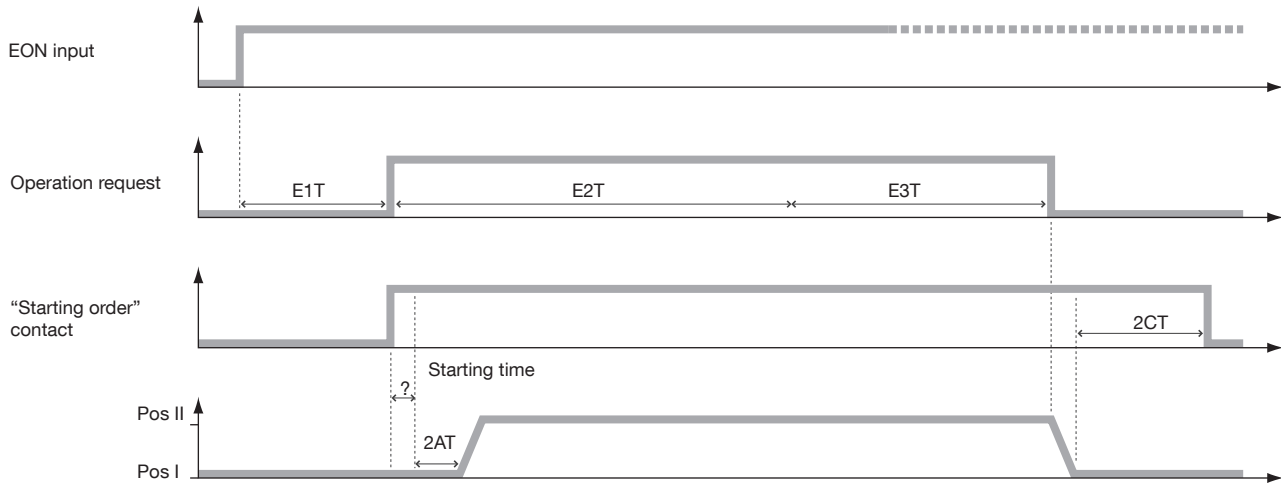 EON input
Operation request
E1T
E2T
E3T
“Starting order”
contact
2CT
Starting time
?
Pos II
2AT
Pos I